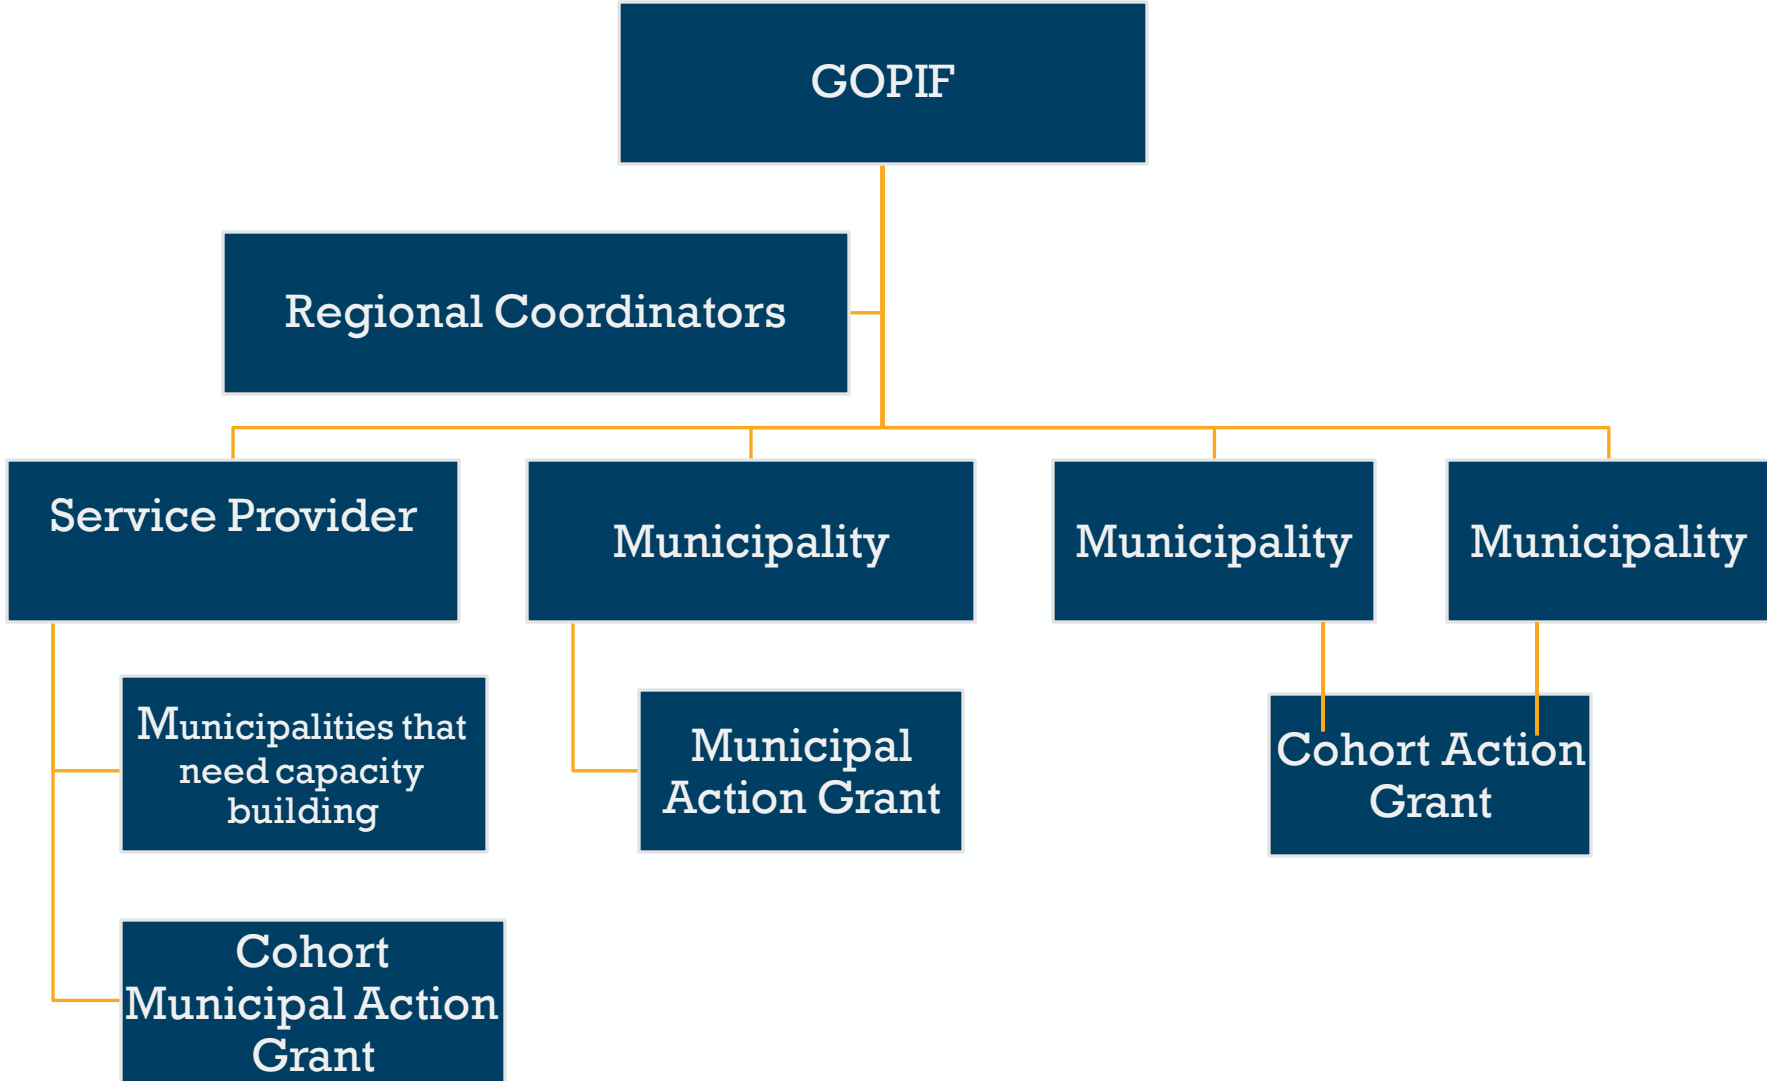 GOPIF
Regional Coordinators
Service Provider
Municipality
Municipality
Municipality
Municipalities that
need capacity
building
Municipal
Action Grant
Cohort Action
Grant
Cohort
Municipal Action
Grant